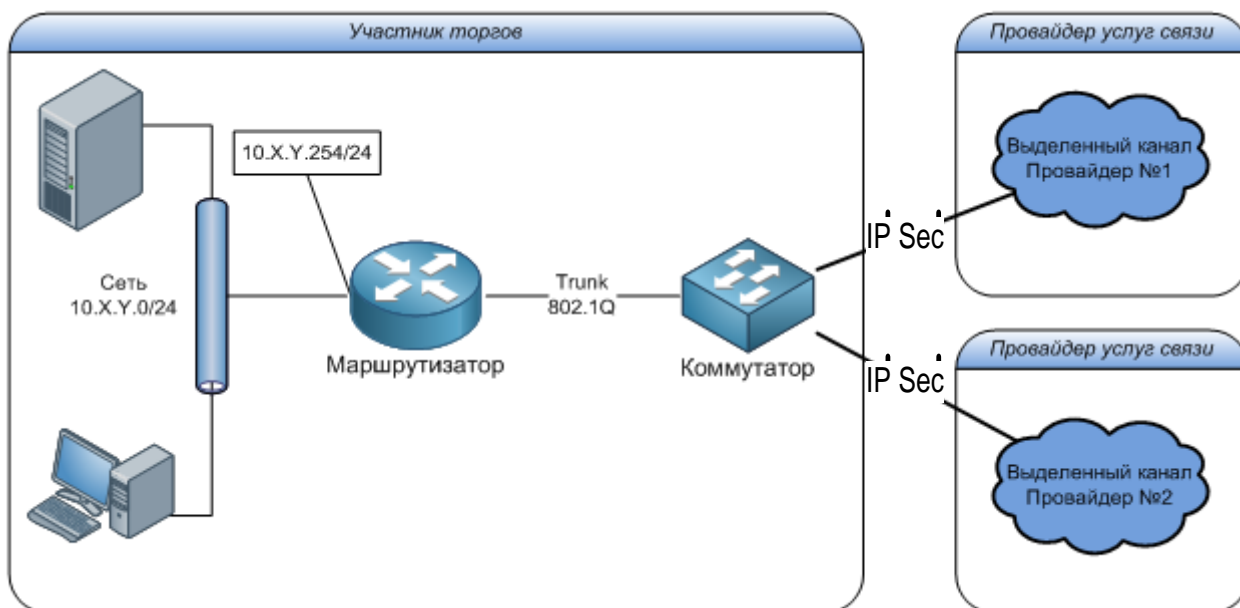 Участник торгов
Провайдер услуг связи
10.X.Y.254/24
Выделенный канал
Провайдер №1
IP Sec
Сеть
10.X.Y.0/24
Trunk
802.1Q
Маршрутизатор
Коммутатор
Провайдер услуг связи
IP Sec
Выделенный канал
Провайдер №2